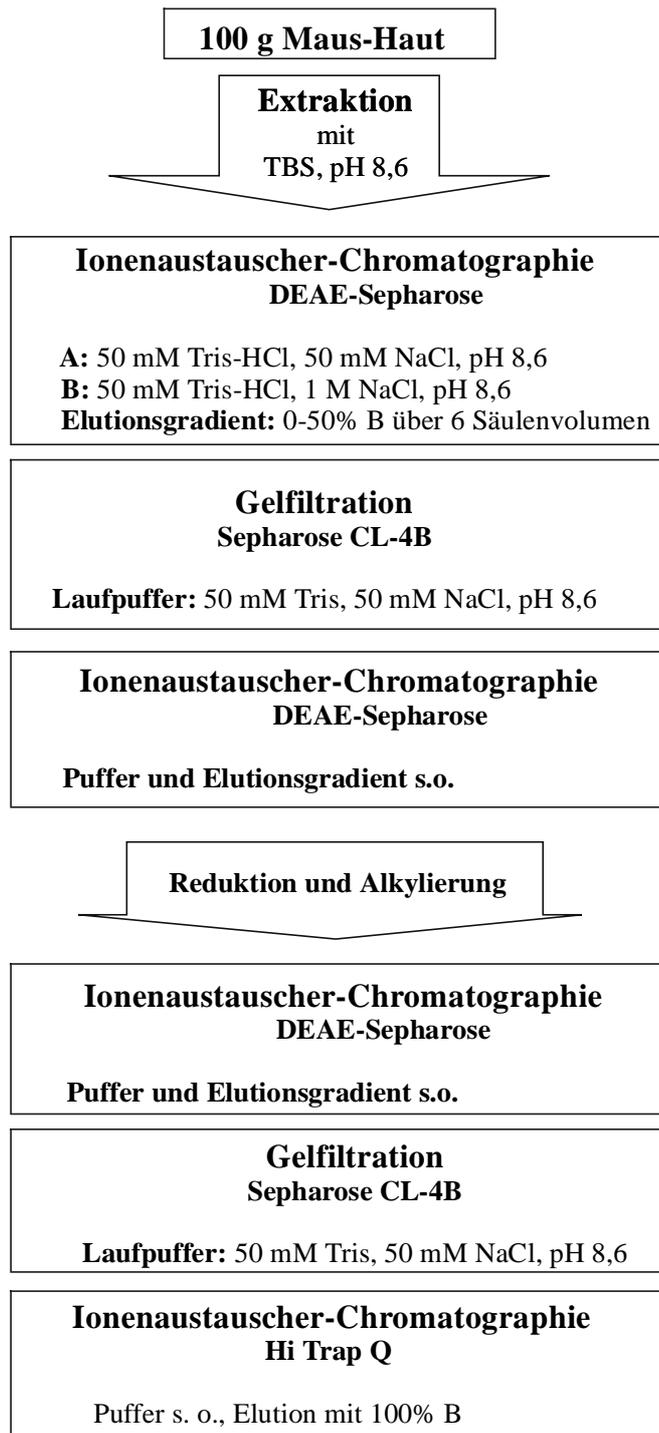 100 g Maus-Haut
Extraktion
mit
TBS, pH 8,6
Ionenaustauscher-Chromatographie
DEAE-Sepharose
A: 50 mM Tris-HCl, 50 mM NaCl, pH 8,6
B: 50 mM Tris-HCl, 1 M NaCl, pH 8,6
Elutionsgradient: 0-50% B über 6 Säulenvolumen
Gelfiltration
Sepharose CL-4B
Laufpuffer: 50 mM Tris, 50 mM NaCl, pH 8,6
Ionenaustauscher-Chromatographie
DEAE-Sepharose
Puffer und Elutionsgradient s.o.
Reduktion und Alkylierung
Ionenaustauscher-Chromatographie
DEAE-Sepharose
Puffer und Elutionsgradient s.o.
Gelfiltration
Sepharose CL-4B
Laufpuffer: 50 mM Tris, 50 mM NaCl, pH 8,6
Ionenaustauscher-Chromatographie
Hi Trap Q
Puffer s. o., Elution mit 100% B